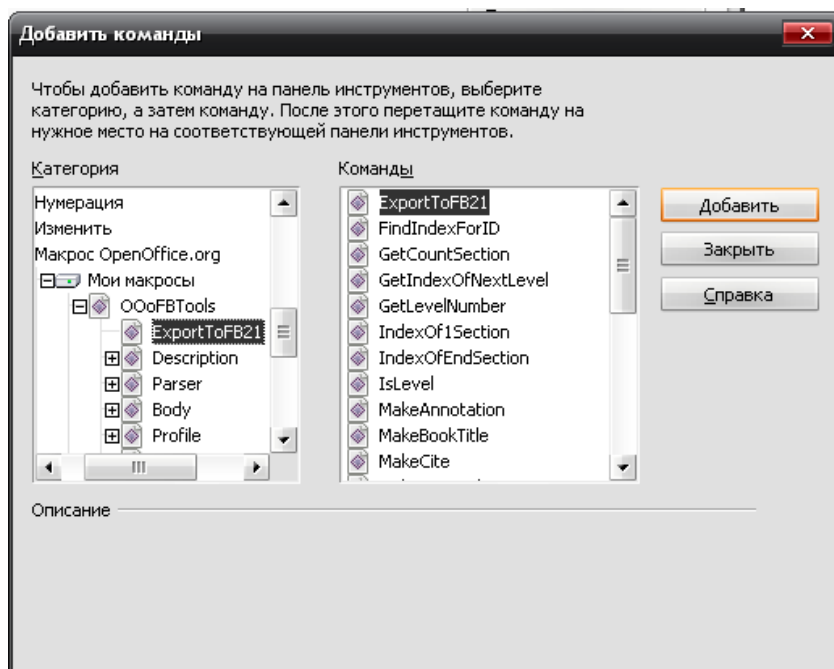 Добавить команды
Чтобы добавить команду на панель инструментов, выберите
категорию, а затем команду. После этого перетащите команду на
нужное место на соответствующей панели инструментов.
Категория
Команды
Нумерация
Изменить
Макрос OpenOffice.org
Мои макросы
OOoFBTools
ExportToFB21
Description
Parser
Body
Profile
ExportToFB21
FindIndexForID
GetCountSection
GetIndexOfNextLevel
GetLevelNumber
IndexOf1Section
IndexOfEndSection
IsLevel
MakeAnnotation
MakeBookTitle
MakeCite
Добавить
Закрыть
Справка
Описание